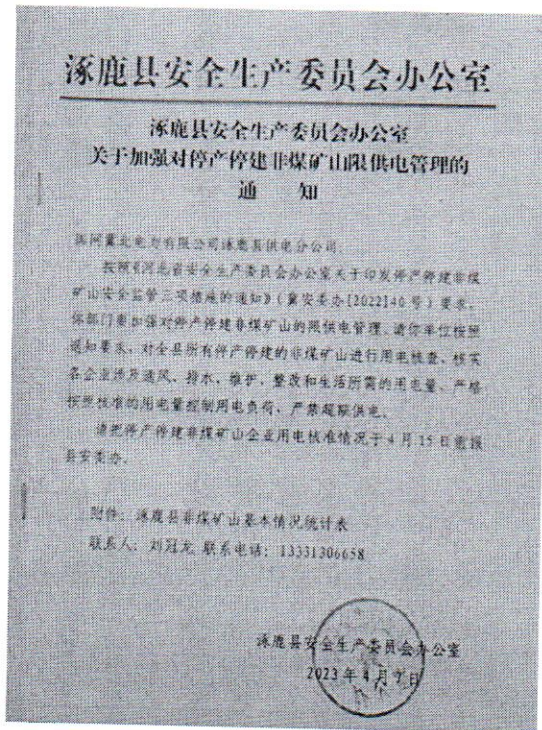 涿鹿县安全生产委员会办公室
涿鹿县安全生产委员会办公室
关于加强对停产停建非煤矿山限供电管理的
通 知
国网冀北电力有限公司涿鹿县供电分公司:
按照《河北省安全生产委员会办公室关于印发停产停建非煤
矿山安全监管三项措施的通知》(冀安委办[2022]40号)要求,
供电部门要加强对停产停建非煤矿山的限供电管理。请你单位按照
通知要求,对全县所有停产停建的非煤矿山进行用电核查,核实
各企业涉及通风、排水、维护、整改和生活所需的用电量,严格
按照核准的用电量控制用电负荷,严禁超限供电。
请把停产停建非煤矿山企业用电核准情况于4月15日前报
县安委办。
附件:涿鹿县非煤矿山基本情况统计表
联系人:刘冠龙 联系电话:13331306658
涿鹿县安全生产委员会办公室
2023年4月7日